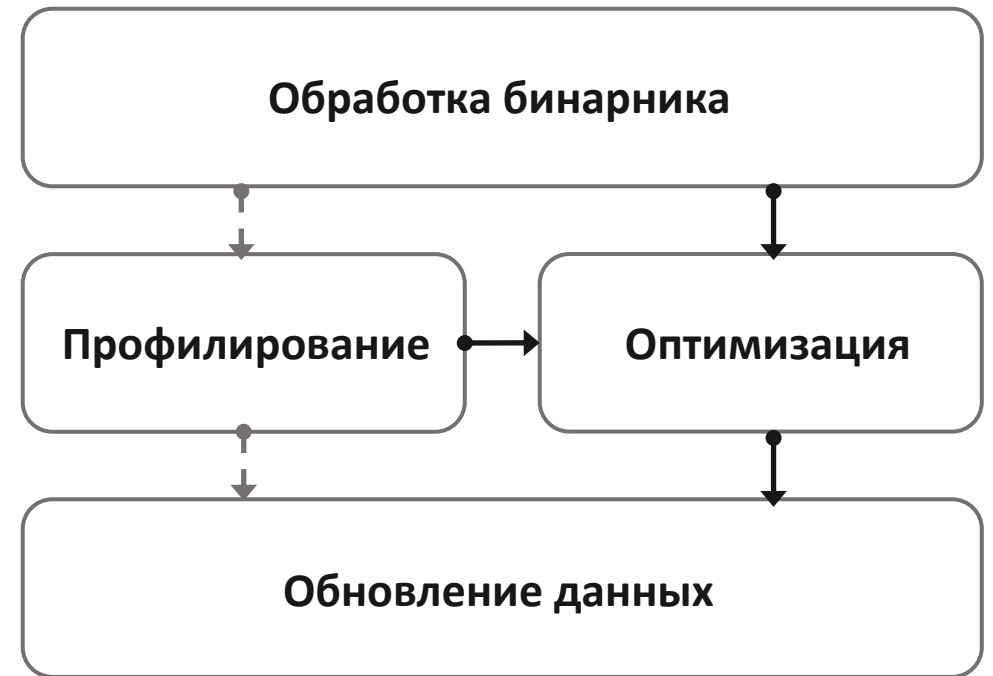 Обработка бинарника
Профилирование
Оптимизация
Обновление данных